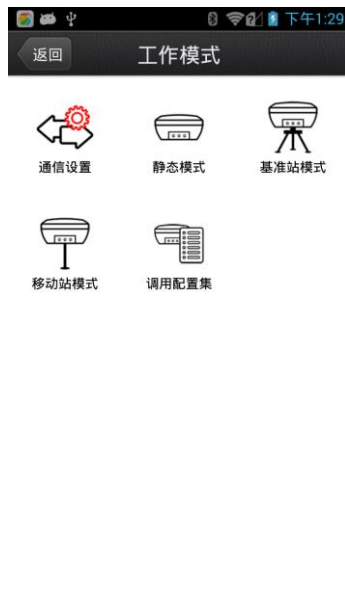 下午1:29
返回
工作模式
通信设置
静态模式
基准站模式
移动站模式
调用配置集